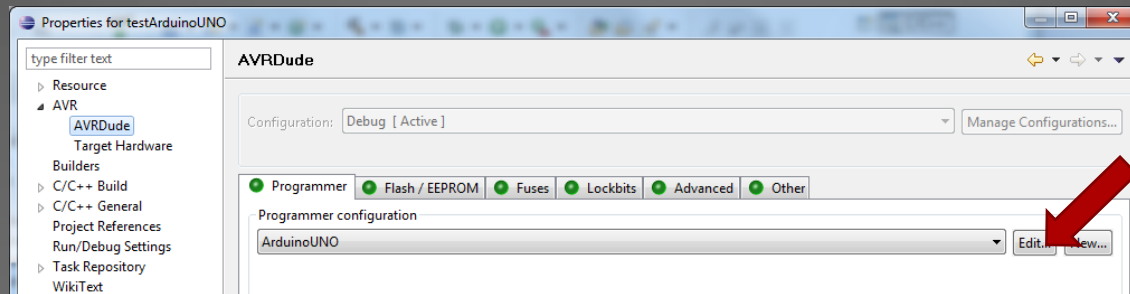 Properties for testArduinoUNO
type filter text
AVRDude
Resource
AVR
AVRDude
Target Hardware
Builders
C/C++ Build
C/C++ General
Project References
Run/Debug Settings
Task Repository
WikiText
Configuration: Debug [ Active ] Manage Configurations...
Programmer Flash / EEPROM Fuses Lockbits Advanced Other
Programmer configuration
ArduinoUNO Edit... New...